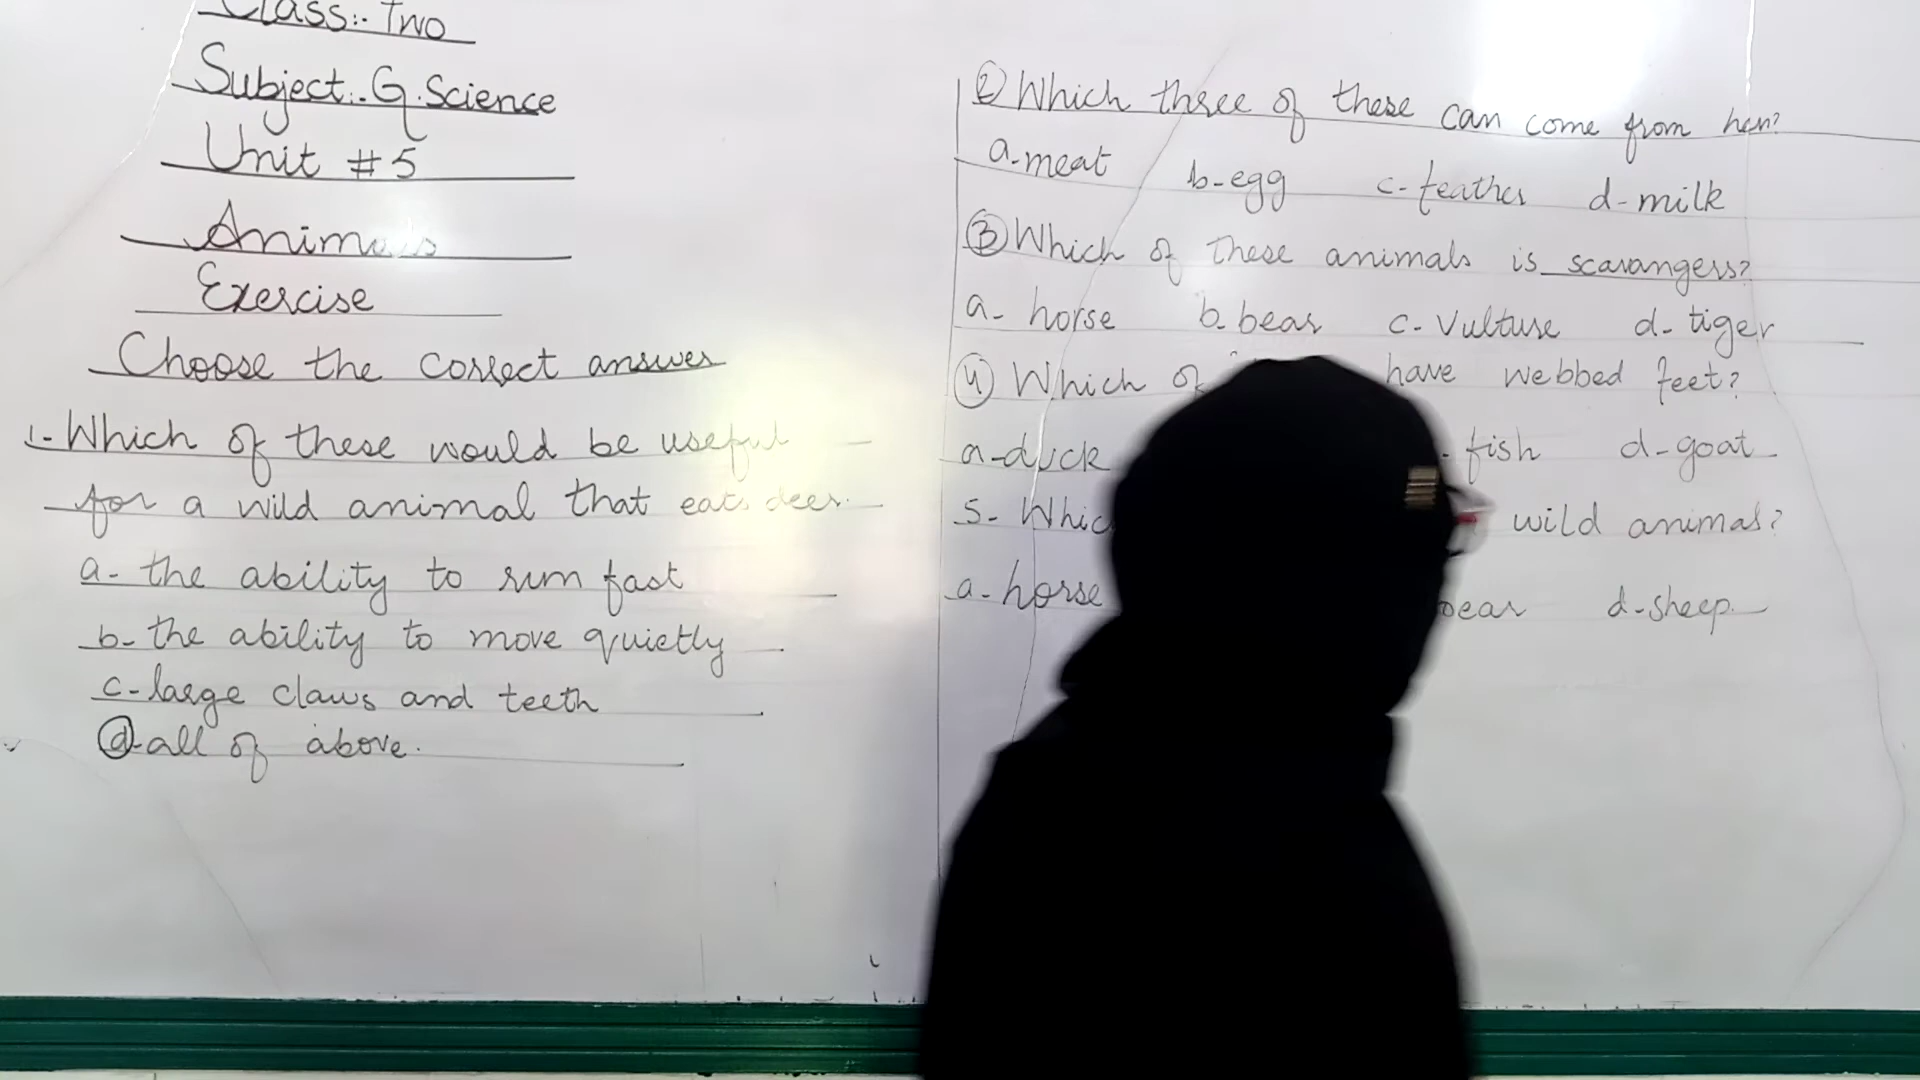 Class:- Two
Subject:- G. Science
Unit # 5
Animals
Exercise
Choose the correct answer
1- Which of these would be useful
for a wild animal that eats deer.
a- the ability to run fast
b- the ability to move quietly
c- large claws and teeth
d- all of above.
2 Which three of these can come from hen?
a- meat b- egg c- feather d- milk
3 Which of these animals is scavangers?
a- horse b. bear c- Vulture d- tiger
4 Which of have webbed feet?
a- duck fish d- goat
5- wild animal?
a- horse bear d- sheep